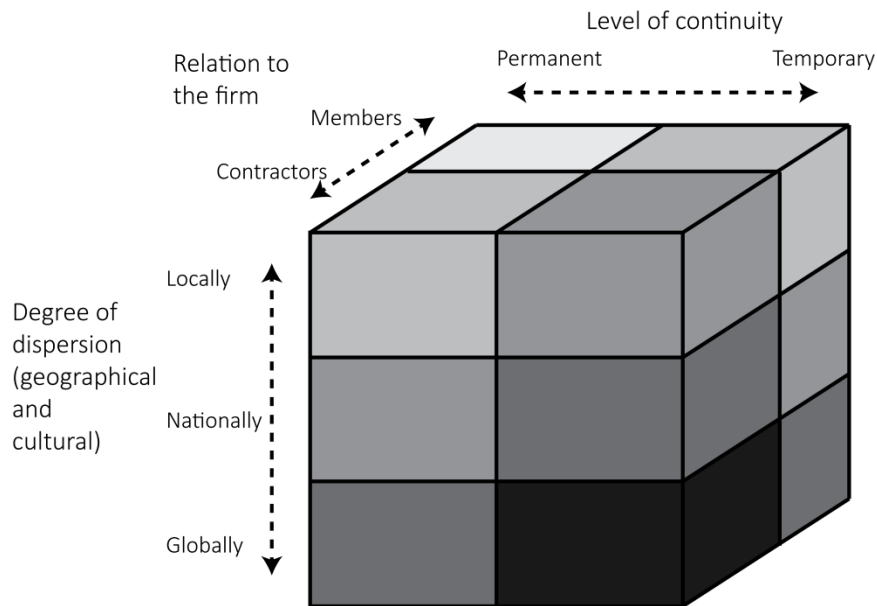 Level of continuity
Permanent
Temporary
Relation to
the firm
Members
Contractors
Locally
Degree of
dispersion
(geographical
and
cultural)
Nationally
Globally